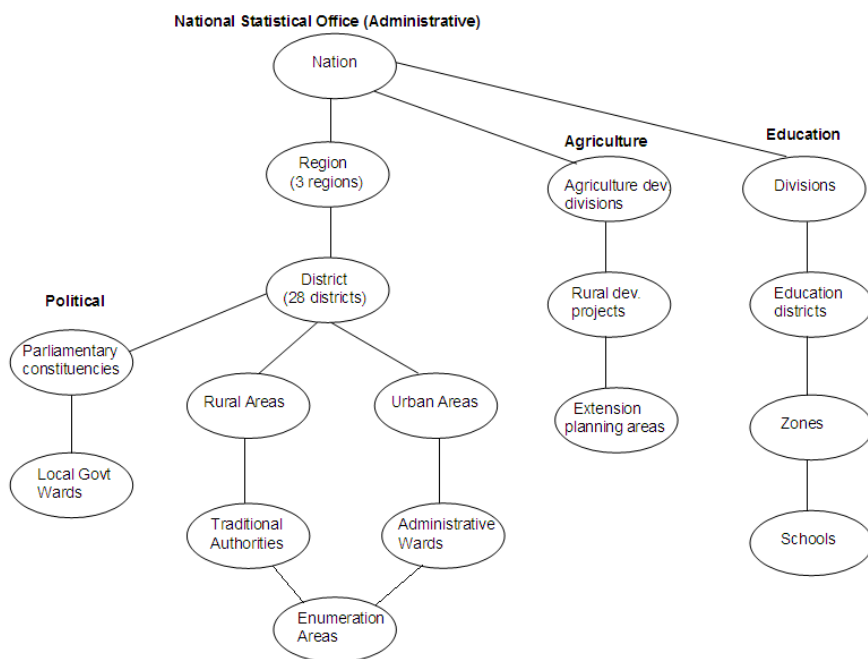 National Statistical Office (Administrative)
Nation
Agriculture
Education
Region
(3 regions)
Agriculture dev.
divisions
Divisions
District
(28 districts)
Political
Rural dev.
projects
Education
districts
Parliamentary
constituencies
Rural Areas
Urban Areas
Extension
planning areas
Zones
Local Govt
Wards
Traditional
Authorities
Administrative
Wards
Schools
Enumeration
Areas